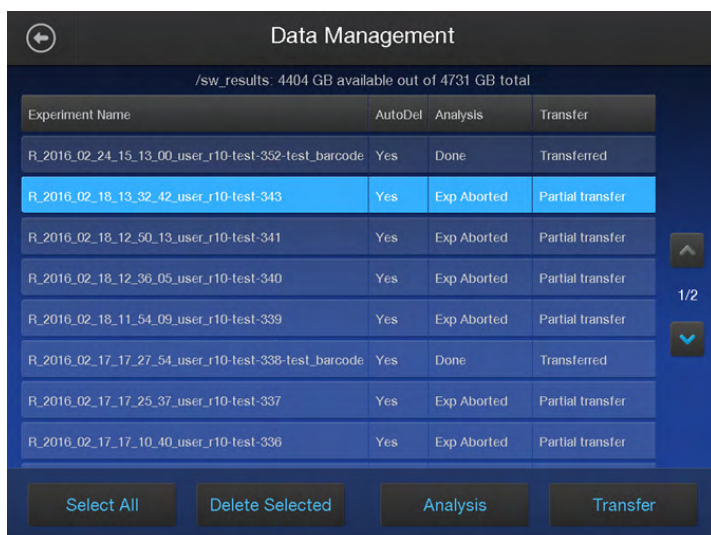 Data Management
/sw_results: 4404 GB available out of 4731 GB total
Experiment Name AutoDel Analysis Transfer
R_2016_02_24_15_13_00_user_r10-test-352-test_barcode Yes Done Transferred
R_2016_02_18_13_32_42_user_r10-test-343 Yes Exp Aborted Partial transfer
R_2016_02_18_12_50_13_user_r10-test-341 Yes Exp Aborted Partial transfer
R_2016_02_18_12_36_05_user_r10-test-340 Yes Exp Aborted Partial transfer
R_2016_02_18_11_54_09_user_r10-test-339 Yes Exp Aborted Partial transfer
R_2016_02_17_17_27_54_user_r10-test-338-test_barcode Yes Done Transferred
R_2016_02_17_17_25_37_user_r10-test-337 Yes Exp Aborted Partial transfer
R_2016_02_17_17_10_40_user_r10-test-336 Yes Exp Aborted Partial transfer
1/2
Select All Delete Selected Analysis Transfer